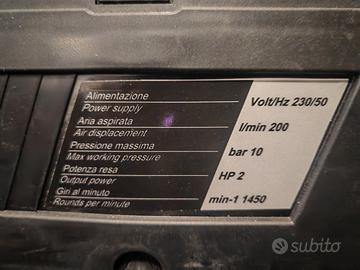 Alimentazione
Power supply
Volt/Hz 230/50
Aria aspirata
Air displacement
l/min 200
Pressione massima
Max working pressure
bar 10
Potenza resa
Output power
HP 2
Giri al minuto
Rounds per minute
min-1 1450
subito